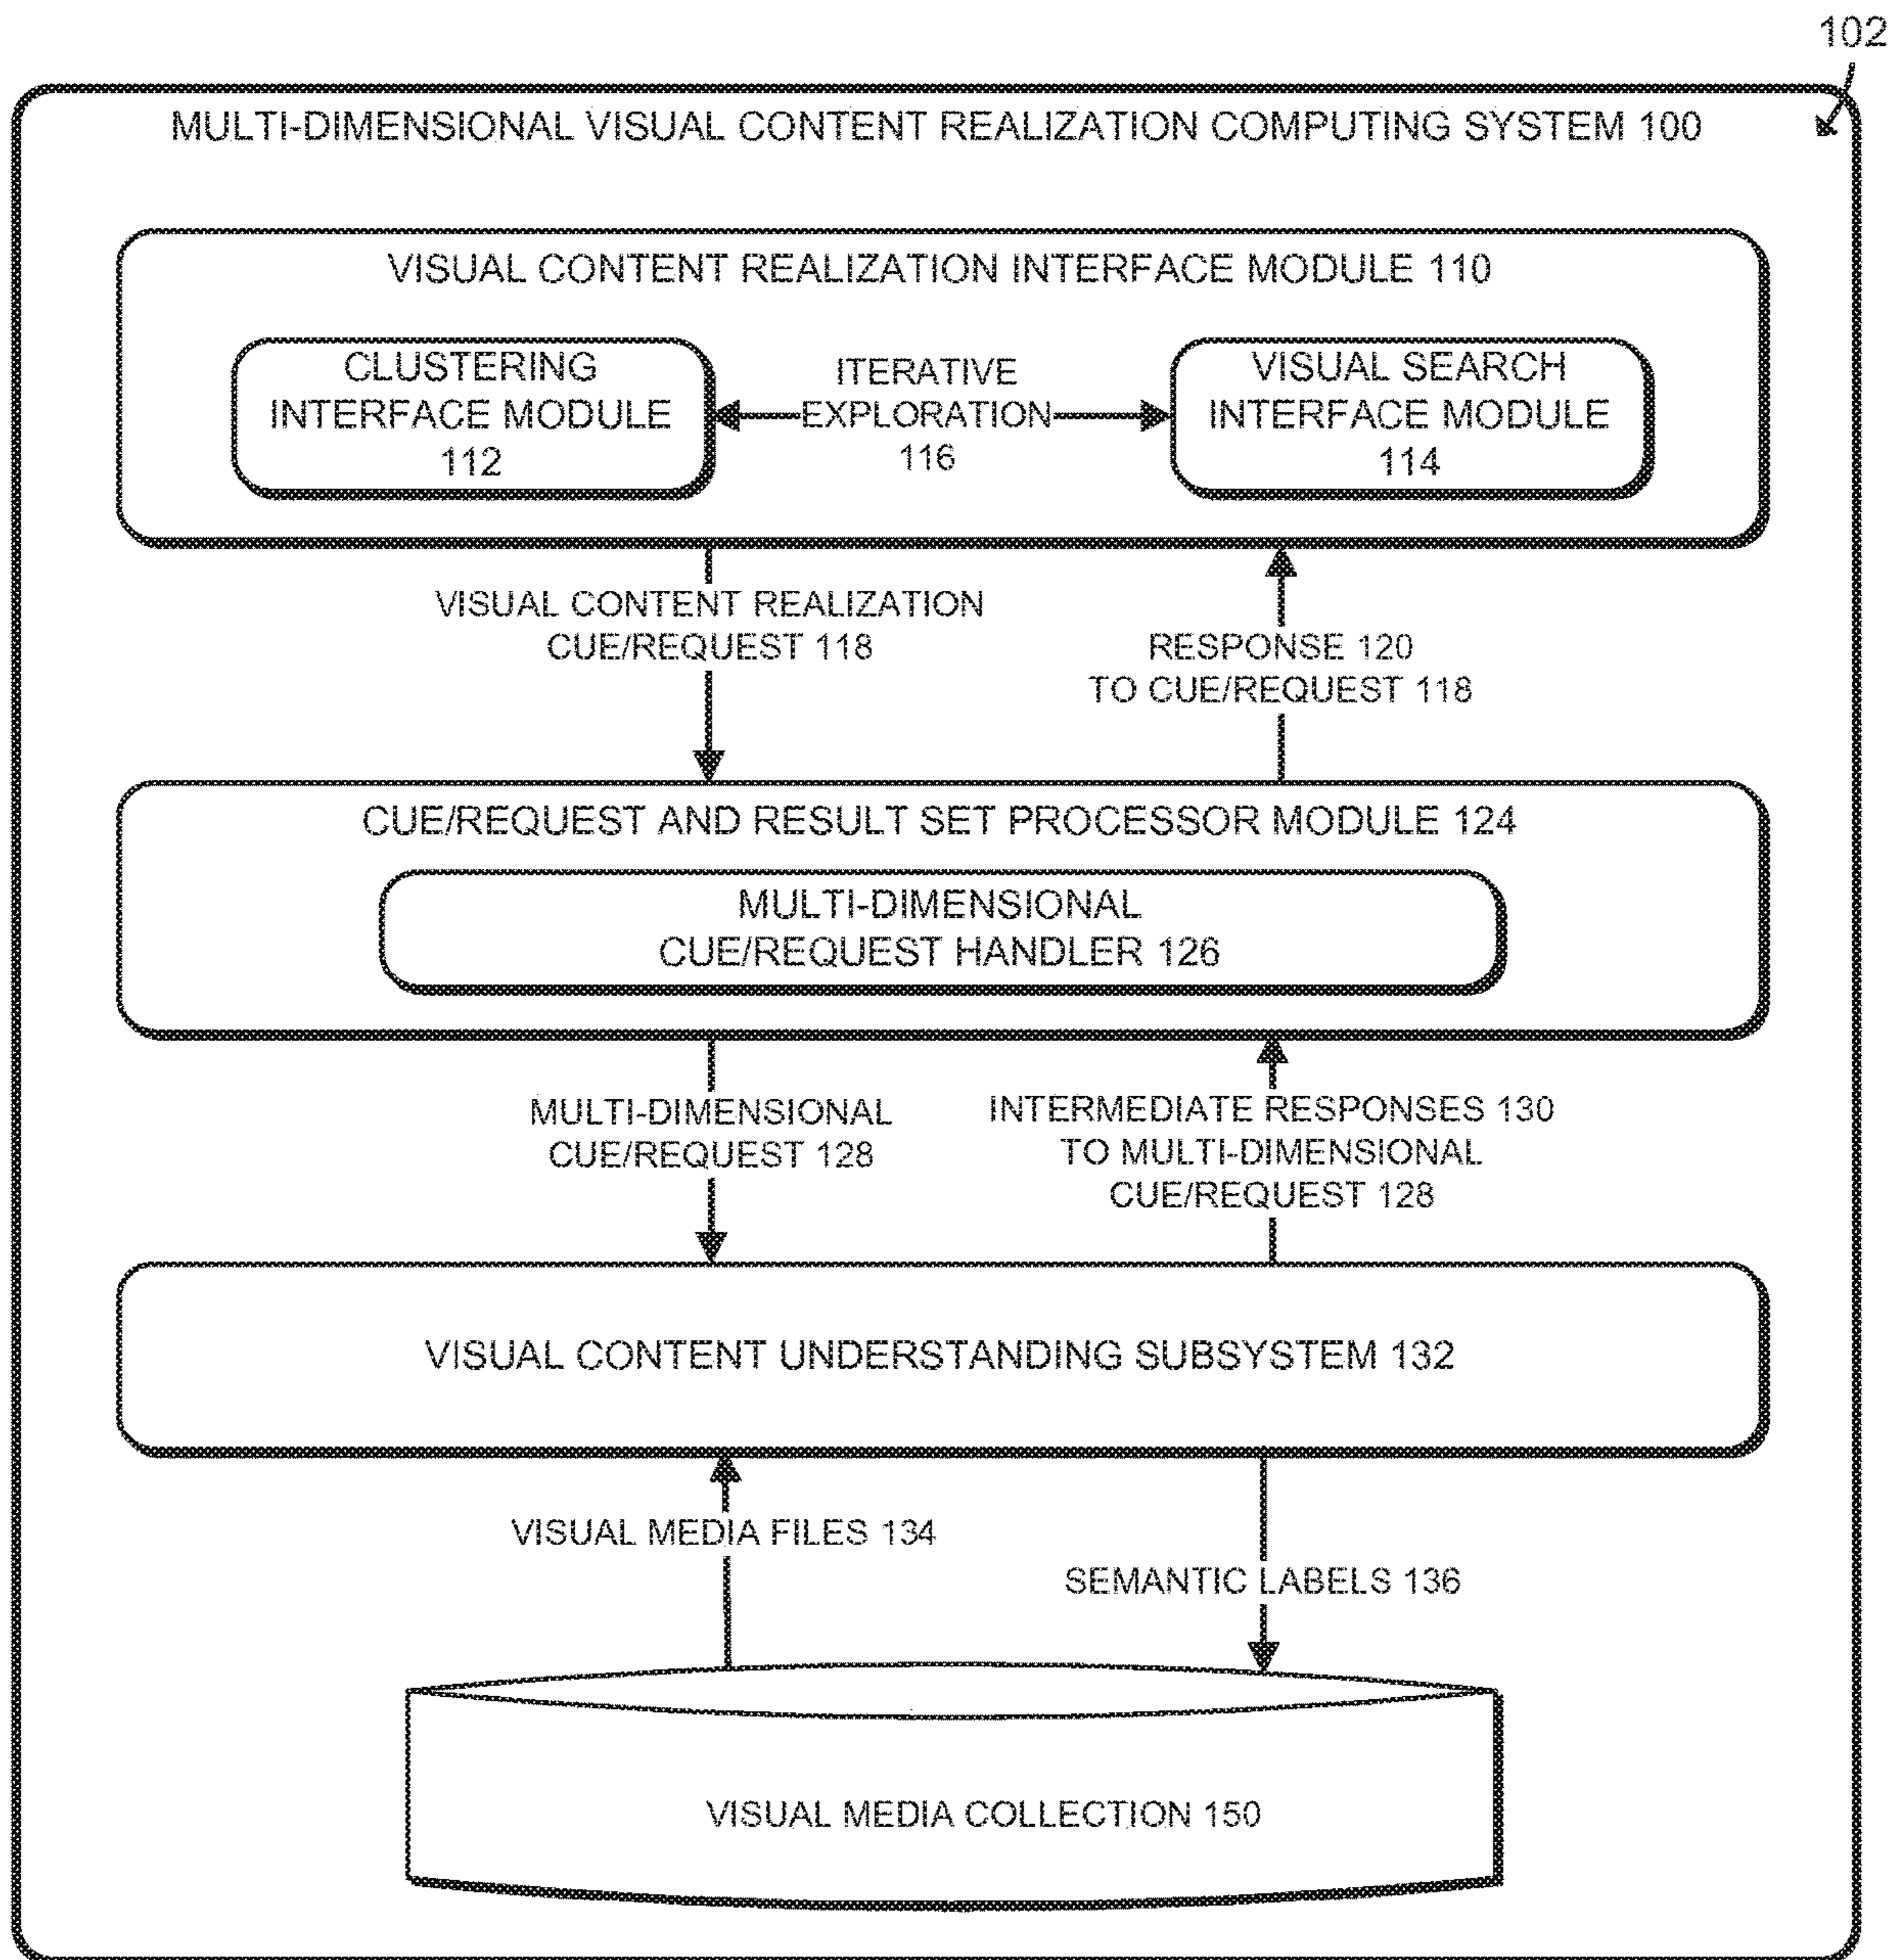 102
MULTI-DIMENSIONAL VISUAL CONTENT REALIZATION COMPUTING SYSTEM 100
VISUAL CONTENT REALIZATION INTERFACE MODULE 110
CLUSTERING
INTERFACE MODULE
112
ITERATIVE
EXPLORATION
116
VISUAL SEARCH
INTERFACE MODULE
114
VISUAL CONTENT REALIZATION
CUE/REQUEST 118
RESPONSE 120
TO CUE/REQUEST 118
CUE/REQUEST AND RESULT SET PROCESSOR MODULE 124
MULTI-DIMENSIONAL
CUE/REQUEST HANDLER 126
MULTI-DIMENSIONAL
CUE/REQUEST 128
INTERMEDIATE RESPONSES 130
TO MULTI-DIMENSIONAL
CUE/REQUEST 128
VISUAL CONTENT UNDERSTANDING SUBSYSTEM 132
VISUAL MEDIA FILES 134
SEMANTIC LABELS 136
VISUAL MEDIA COLLECTION 150